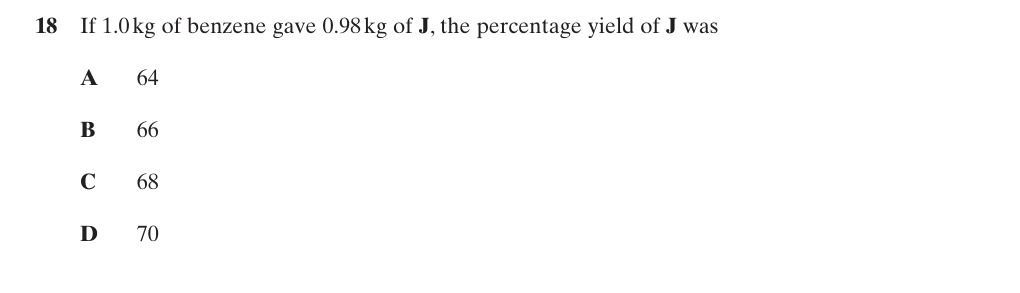 18 If 1.0 kg of benzene gave 0.98 kg of J, the percentage yield of J was
A 64
B 66
C 68
D 70